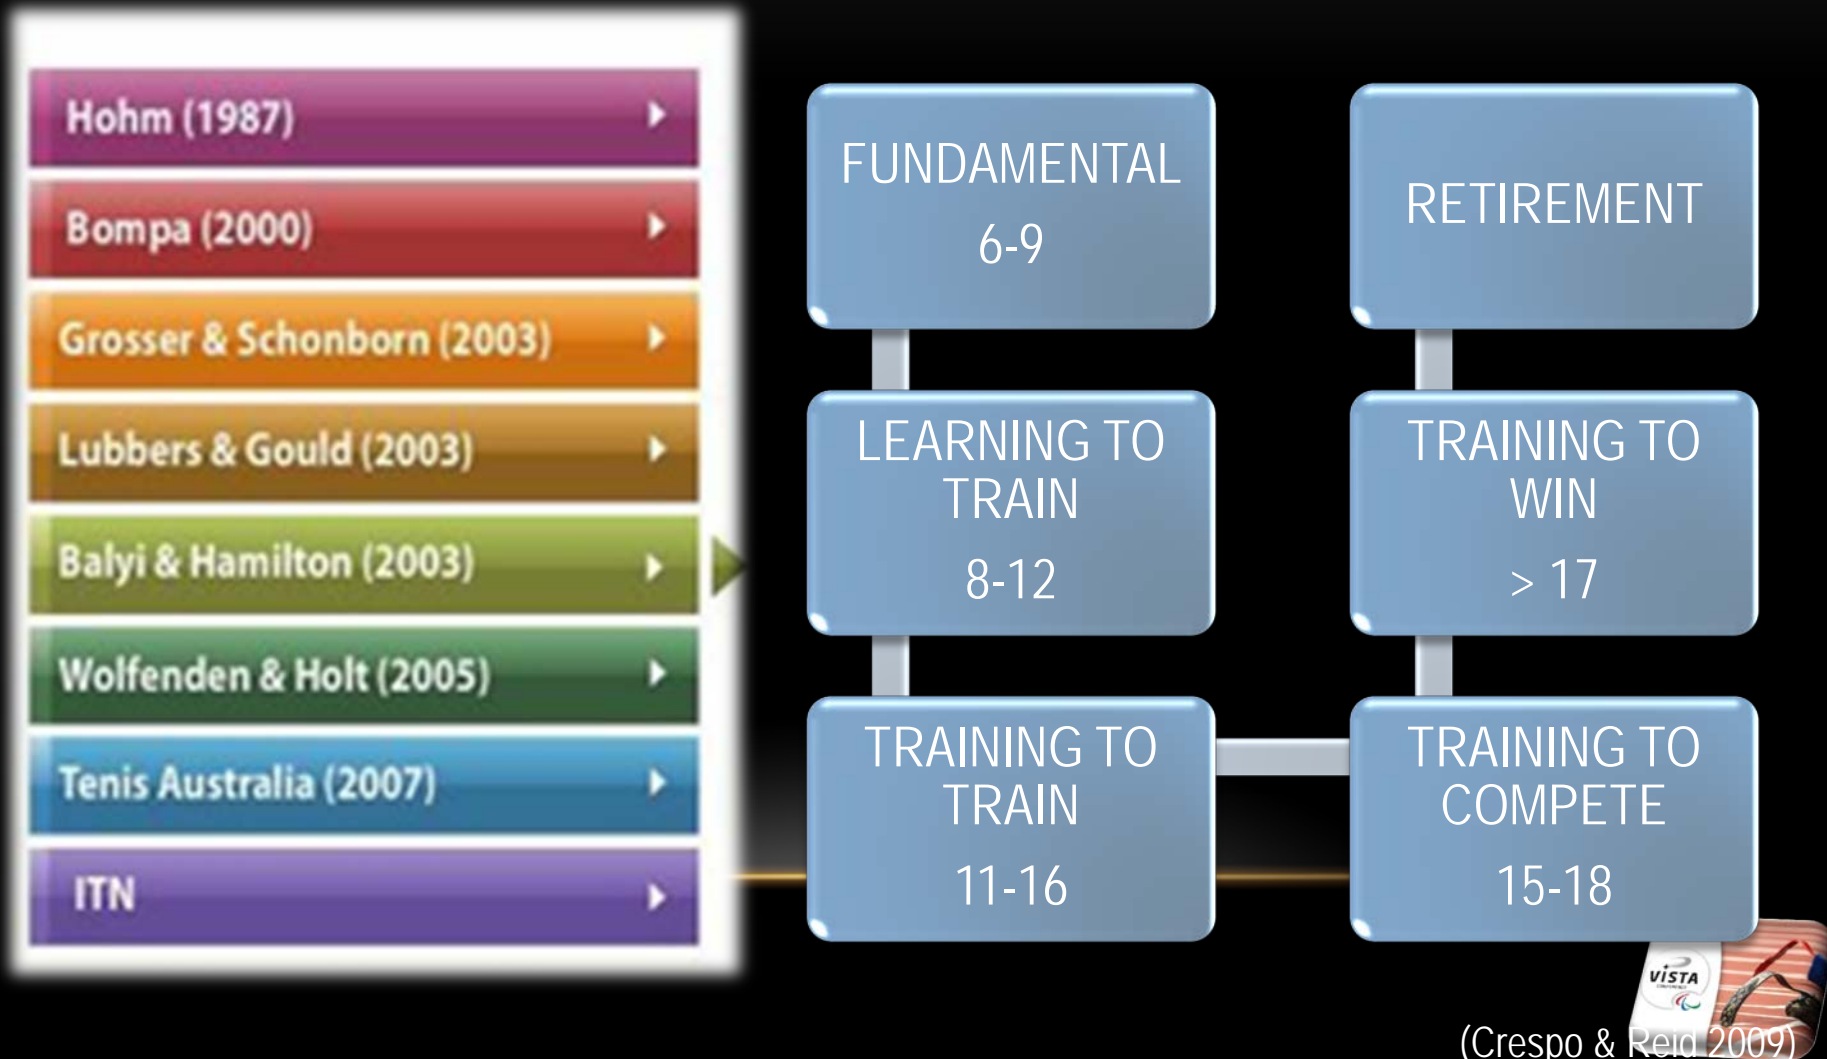 Hohm (1987)
Bompa (2000)
Grosser & Schonborn (2003)
Lubbers & Gould (2003)
Balyi & Hamilton (2003)
Wolfenden & Holt (2005)
Tenis Australia (2007)
ITN
FUNDAMENTAL
6-9
LEARNING TO
TRAIN
8-12
TRAINING TO
TRAIN
11-16
RETIREMENT
TRAINING TO
WIN
> 17
TRAINING TO
COMPETE
15-18
VISTA
CONFERENCE
(Crespo & Reid 2009)